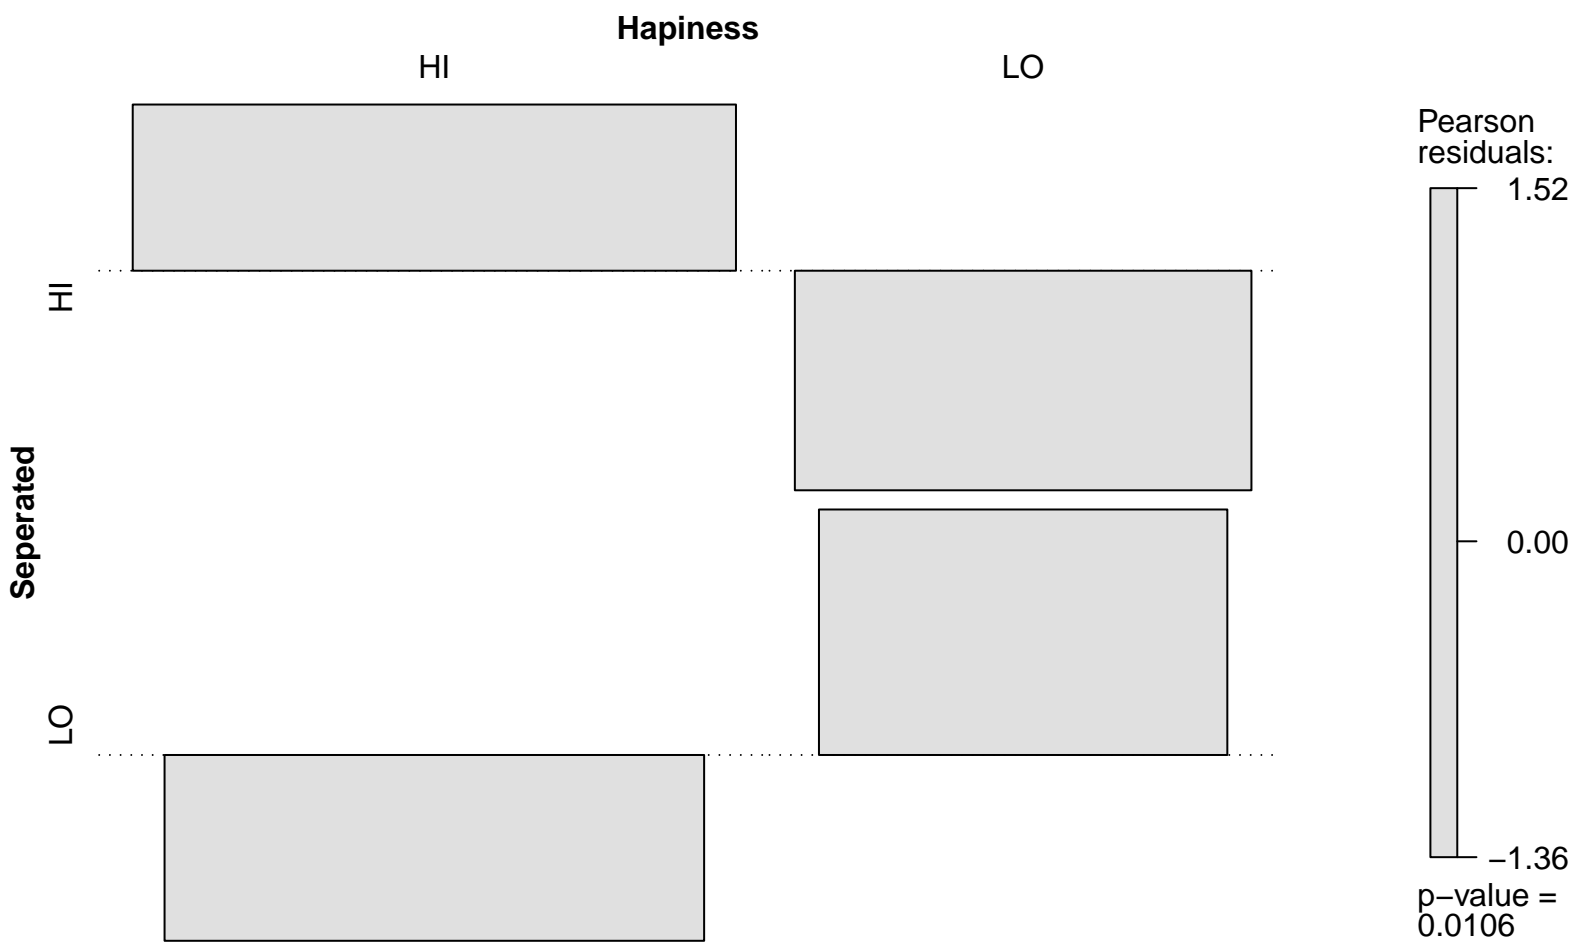 Hapiness
HI
LO
Seperated
HI
LO
Pearson
residuals:
1.52
0.00
−1.36
p−value =
0.0106